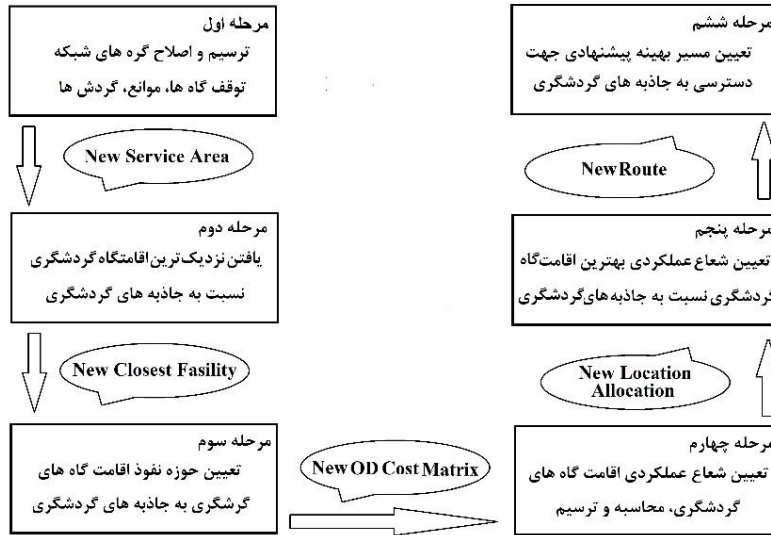 مرحله اول
ترسیم و اصلاح گره های شبکه
توقف گاه ها، موانع، گردش ها
New Service Area
مرحله دوم
یافتن نزدیک‌ترین اقامتگاه گردشگری
نسبت به جاذبه های گردشگری
New Closest Fasility
مرحله سوم
تعیین حوزه نفوذ اقامت گاه های
گرشگری به جاذبه های گردشگری
New OD Cost Matrix
مرحله چهارم
تعیین شعاع عملکردی اقامت گاه های
گردشگری، محاسبه و ترسیم
New Location
Allocation
مرحله پنجم
تعیین شعاع عملکردی بهترین اقامت‌گاه
گردشگری نسبت به جاذبه های گردشگری
New Route
مرحله ششم
تعیین مسیر بهینه پیشنهادی جهت
دسترسی به جاذبه های گردشگری